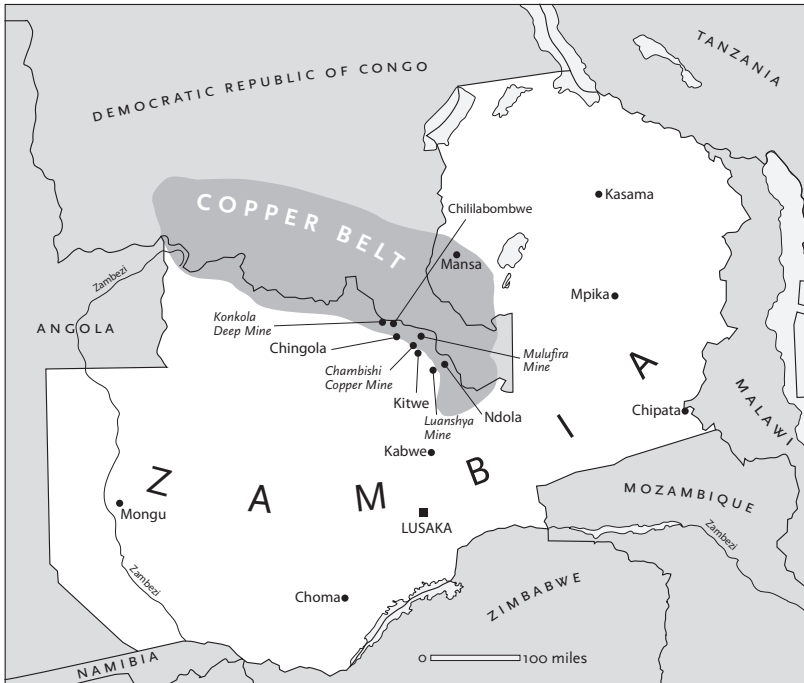 TANZANIA
DEMOCRATIC REPUBLIC OF CONGO
COPPER BELT
Kasama
Chililabombwe
Mansa
Zambezi
Mpika
ANGOLA
Konkola
Deep Mine
Chingola
Mulufira
Mine
Chambishi
Copper Mine
Kitwe
Luanshya
Mine
Ndola
Chipata
MALAWI
Kabwe
ZAMBIA
Mongu
LUSAKA
MOZAMBIQUE
Zambezi
Zambezi
Choma
ZIMBABWE
NAMIBIA
0 100 miles